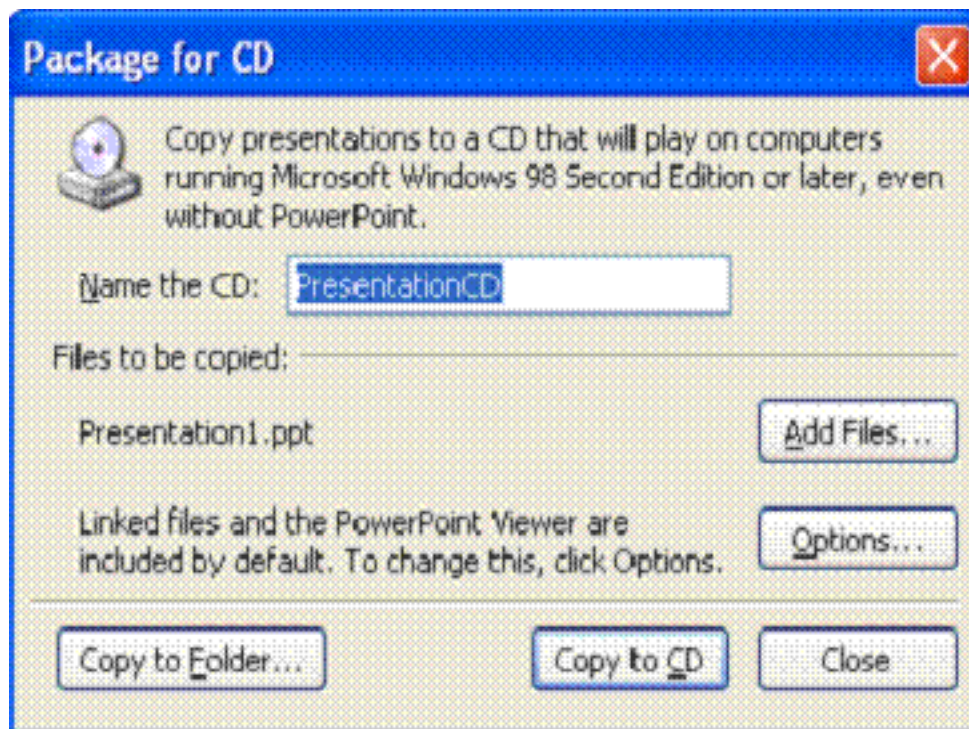 Package for CD
Copy presentations to a CD that will play on computers
running Microsoft Windows 98 Second Edition or later, even
without PowerPoint.
Name the CD: PresentationCD
Files to be copied:
Presentation1.ppt
Add Files...
Linked files and the PowerPoint Viewer are
included by default. To change this, click Options.
Options...
Copy to Folder...
Copy to CD
Close